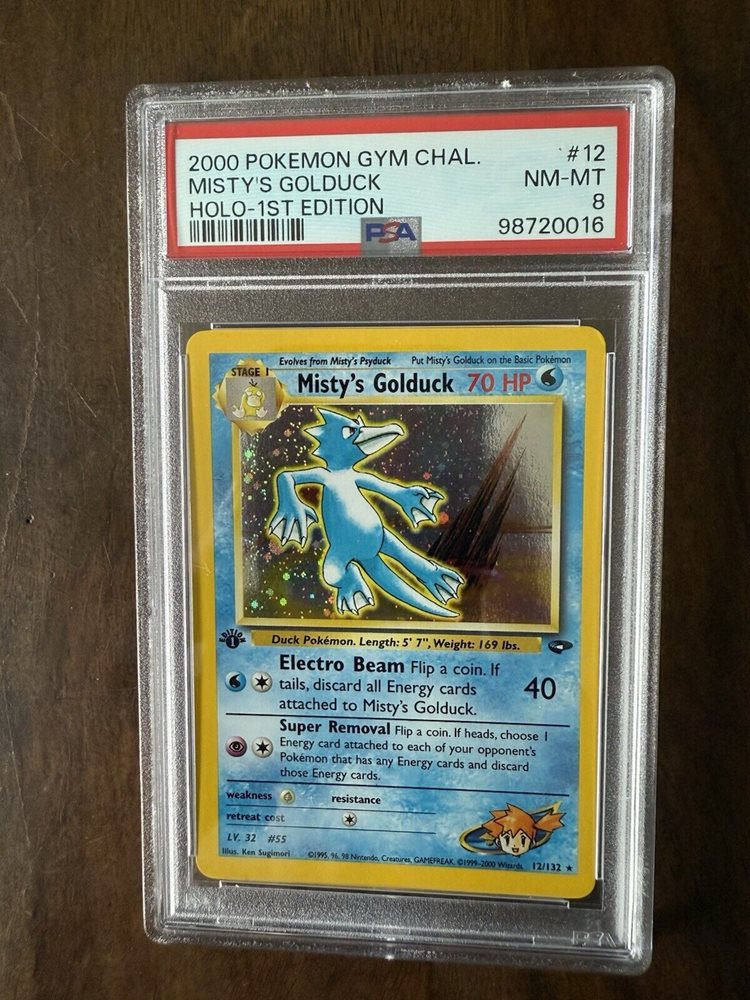 2000 POKEMON GYM CHAL. #12
MISTY'S GOLDUCK NM-MT
HOLO-1ST EDITION 8
PSA 98720016
Evolves from Misty's Psyduck Put Misty's Golduck on the Basic Pokémon
STAGE 1
Misty's Golduck 70 HP
EDITION
1
Duck Pokémon. Length: 5' 7", Weight: 169 lbs.
Electro Beam Flip a coin. If
tails, discard all Energy cards
attached to Misty's Golduck.
40
Super Removal Flip a coin. If heads, choose 1
Energy card attached to each of your opponent's
Pokémon that has any Energy cards and discard
those Energy cards.
weakness resistance
retreat cost
LV. 32 #55
Illus. Ken Sugimori ©1995, 96, 98 Nintendo, Creatures, GAMEFREAK. ©1999-2000 Wizards. 12/132 ★
PSA